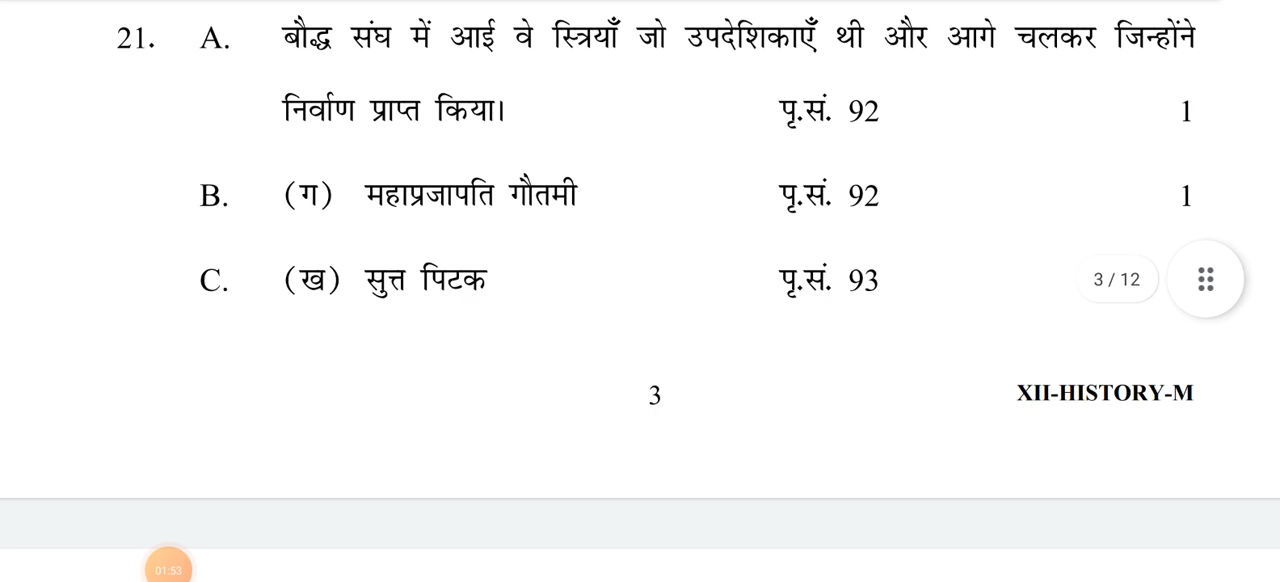 21. A. बौद्ध संघ में आई वे स्त्रियाँ जो उपदेशिकाएँ थी और आगे चलकर जिन्होंने
निर्वाण प्राप्त किया। पृ.सं. 92 1
B. (ग) महाप्रजापति गौतमी पृ.सं. 92 1
C. (ख) सुत्त पिटक पृ.सं. 93
3 / 12
3 XII-HISTORY-M
01:53